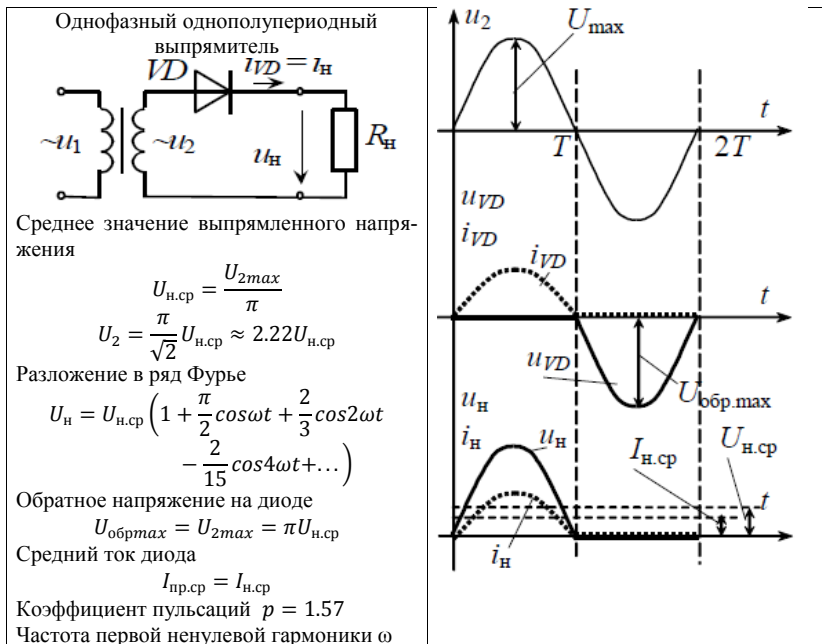 Однофазный однополупериодный
выпрямитель
VD
i_VD = i_н
~u₁
~u₂
u_н
R_н
Среднее значение выпрямленного напря-
жения
U_н.ср = U_2max / π
U₂ = π/√2 U_н.ср ≈ 2.22U_н.ср
Разложение в ряд Фурье
U_н = U_н.ср (1 + π/2 cosωt + 2/3 cos2ωt
− 2/15 cos4ωt+…)
Обратное напряжение на диоде
U_обрmax = U_2max = πU_н.ср
Средний ток диода
I_пр.ср = I_н.ср
Коэффициент пульсаций p = 1.57
Частота первой ненулевой гармоники ω
u₂
U_max
t
T
2T
u_VD
i_VD
i_VD
t
u_VD
U_обр.max
u_н
i_н
u_н
I_н.ср
U_н.ср
t
i_н